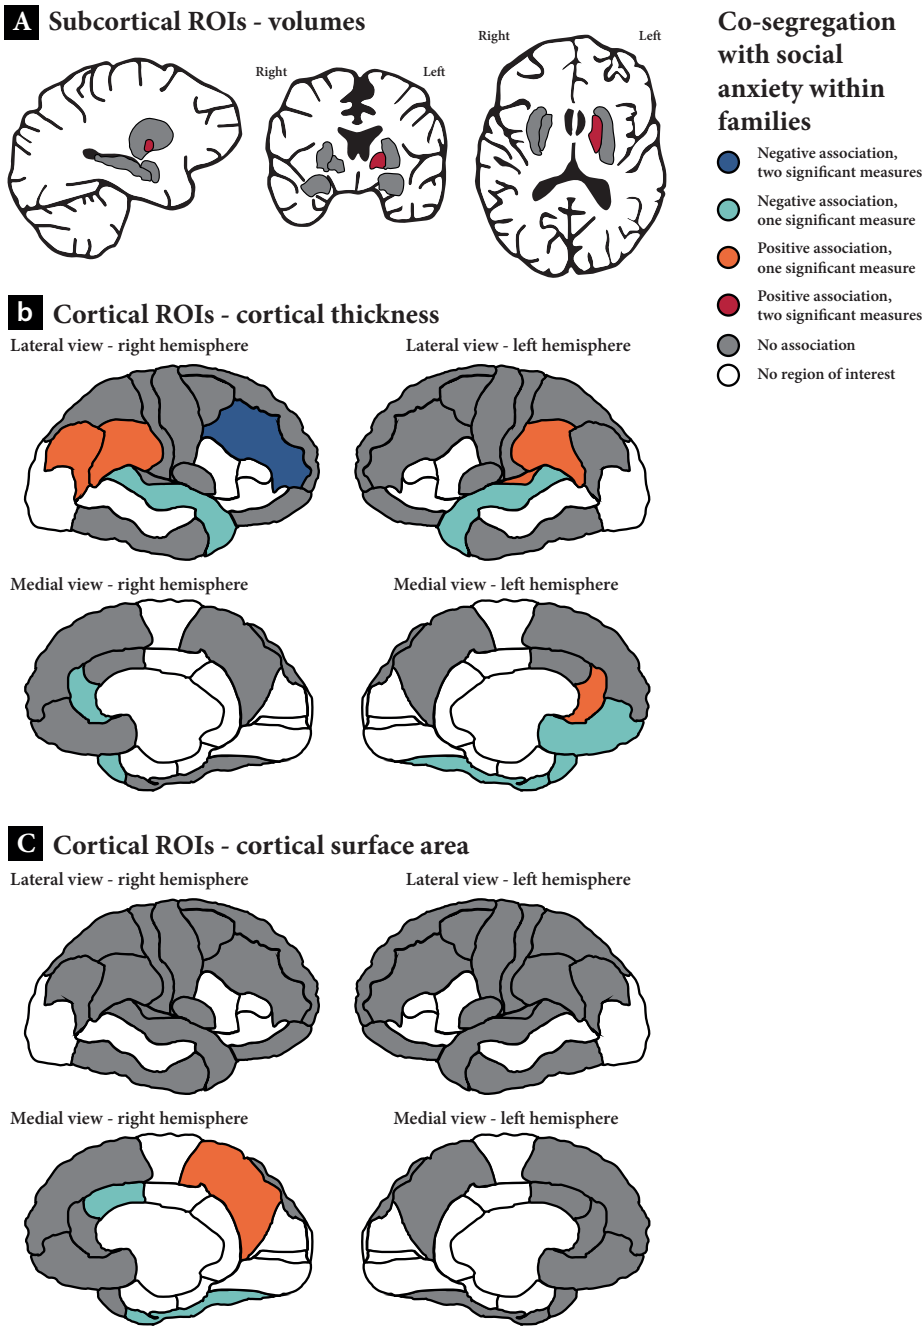 A Subcortical ROIs - volumes
Right
Left
Right
Left
Co-segregation
with social
anxiety within
families
Negative association,
two significant measures
Negative association,
one significant measure
Positive association,
one significant measure
Positive association,
two significant measures
No association
No region of interest
b Cortical ROIs - cortical thickness
Lateral view - right hemisphere
Lateral view - left hemisphere
Medial view - right hemisphere
Medial view - left hemisphere
C Cortical ROIs - cortical surface area
Lateral view - right hemisphere
Lateral view - left hemisphere
Medial view - right hemisphere
Medial view - left hemisphere